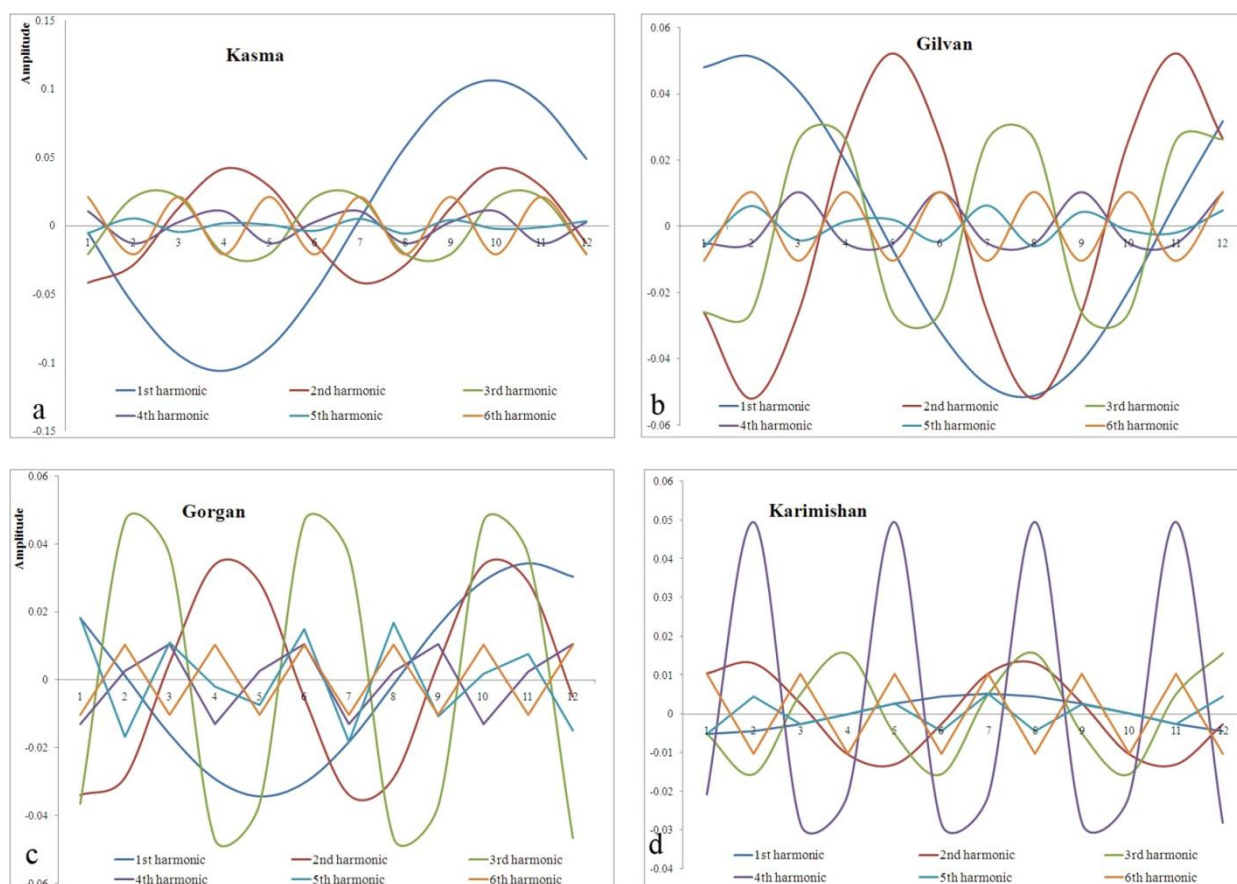 0.15
Amplitude
Kasma
0.1
0.05
0
1 2 3 4 5 6 7 8 9 10 11 12
-0.05
-0.1
1st harmonic 2nd harmonic 3rd harmonic
a
4th harmonic 5th harmonic 6th harmonic
-0.15
0.06
Gilvan
0.04
0.02
0
1 2 3 4 5 6 7 8 9 10 11 12
-0.02
-0.04
1st harmonic 2nd harmonic 3rd harmonic
b
4th harmonic 5th harmonic 6th harmonic
-0.06
0.06
Amplitude
Gorgan
0.04
0.02
0
1 2 3 4 5 6 7 8 9 10 11 12
-0.02
-0.04
c
1st harmonic 2nd harmonic 3rd harmonic
4th harmonic 5th harmonic 6th harmonic
-0.06
0.06
Karimishan
0.05
0.04
0.03
0.02
0.01
0
1 2 3 4 5 6 7 8 9 10 11 12
-0.01
-0.02
-0.03
d
1st harmonic 2nd harmonic 3rd harmonic
-0.04
4th harmonic 5th harmonic 6th harmonic